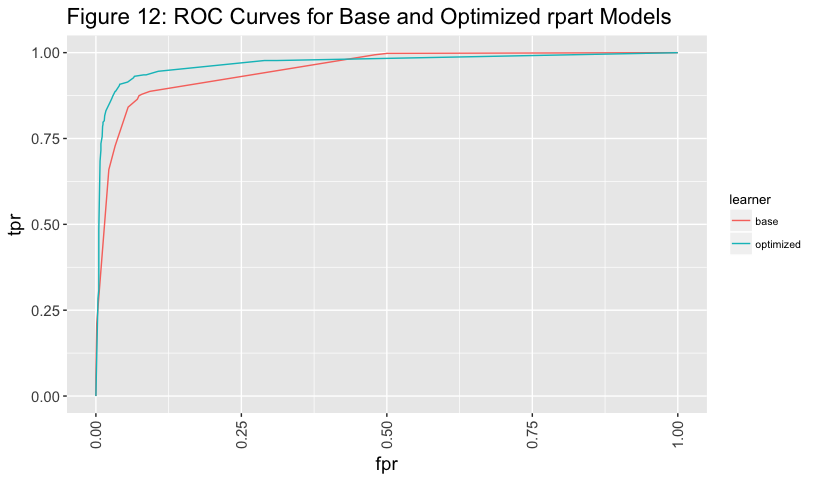 Figure 12: ROC Curves for Base and Optimized rpart Models
1.00
0.75
0.50
0.25
0.00
tpr
0.00
0.25
0.50
0.75
1.00
fpr
learner
base
optimized